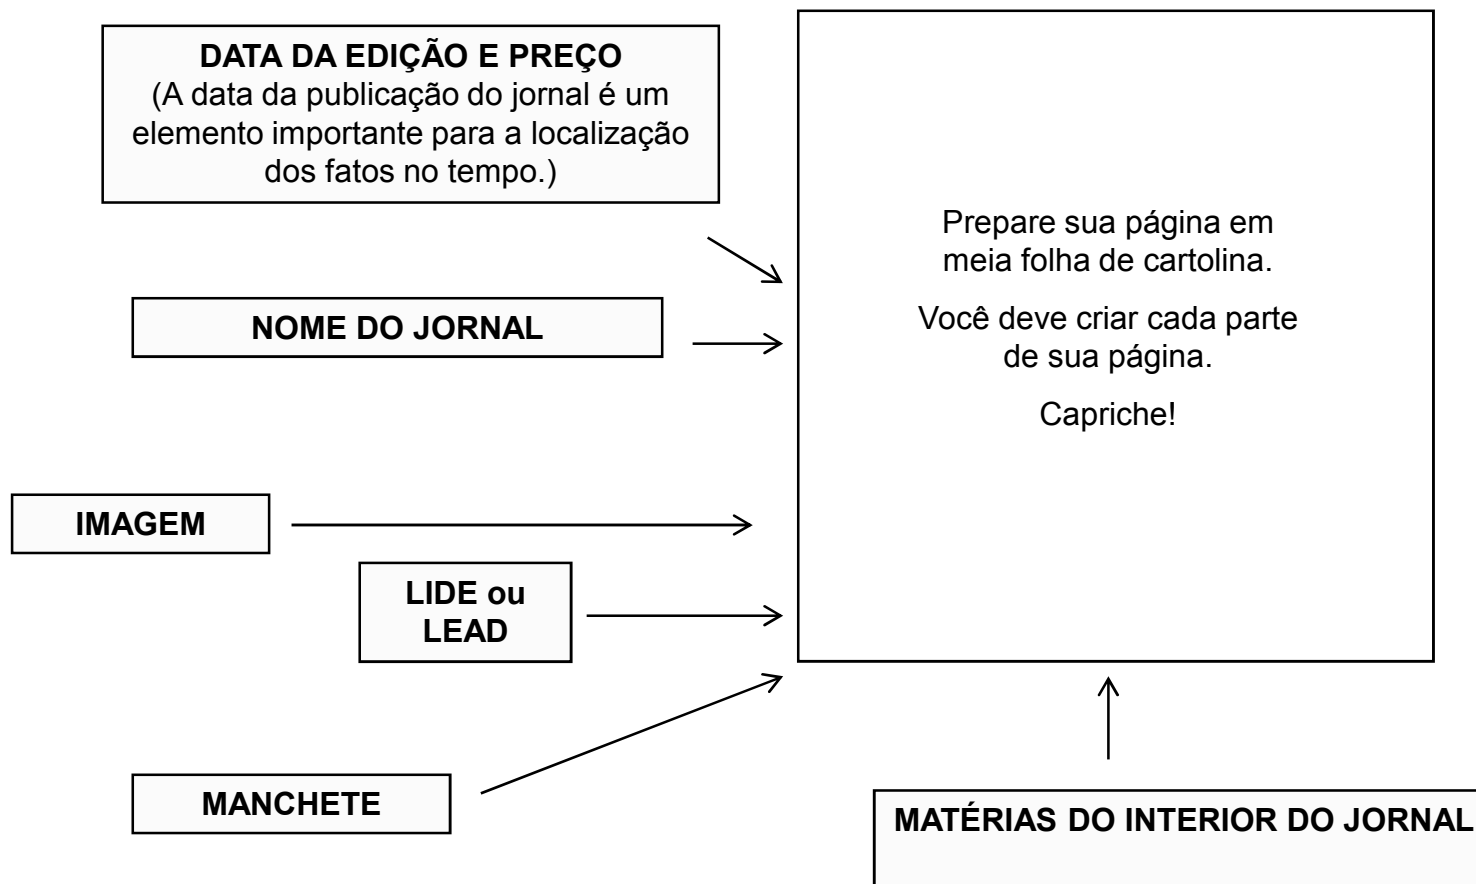 DATA DA EDIÇÃO E PREÇO
(A data da publicação do jornal é um
elemento importante para a localização
dos fatos no tempo.)
NOME DO JORNAL
IMAGEM
LIDE ou
LEAD
MANCHETE
Prepare sua página em
meia folha de cartolina.
Você deve criar cada parte
de sua página.
Capriche!
MATÉRIAS DO INTERIOR DO JORNAL